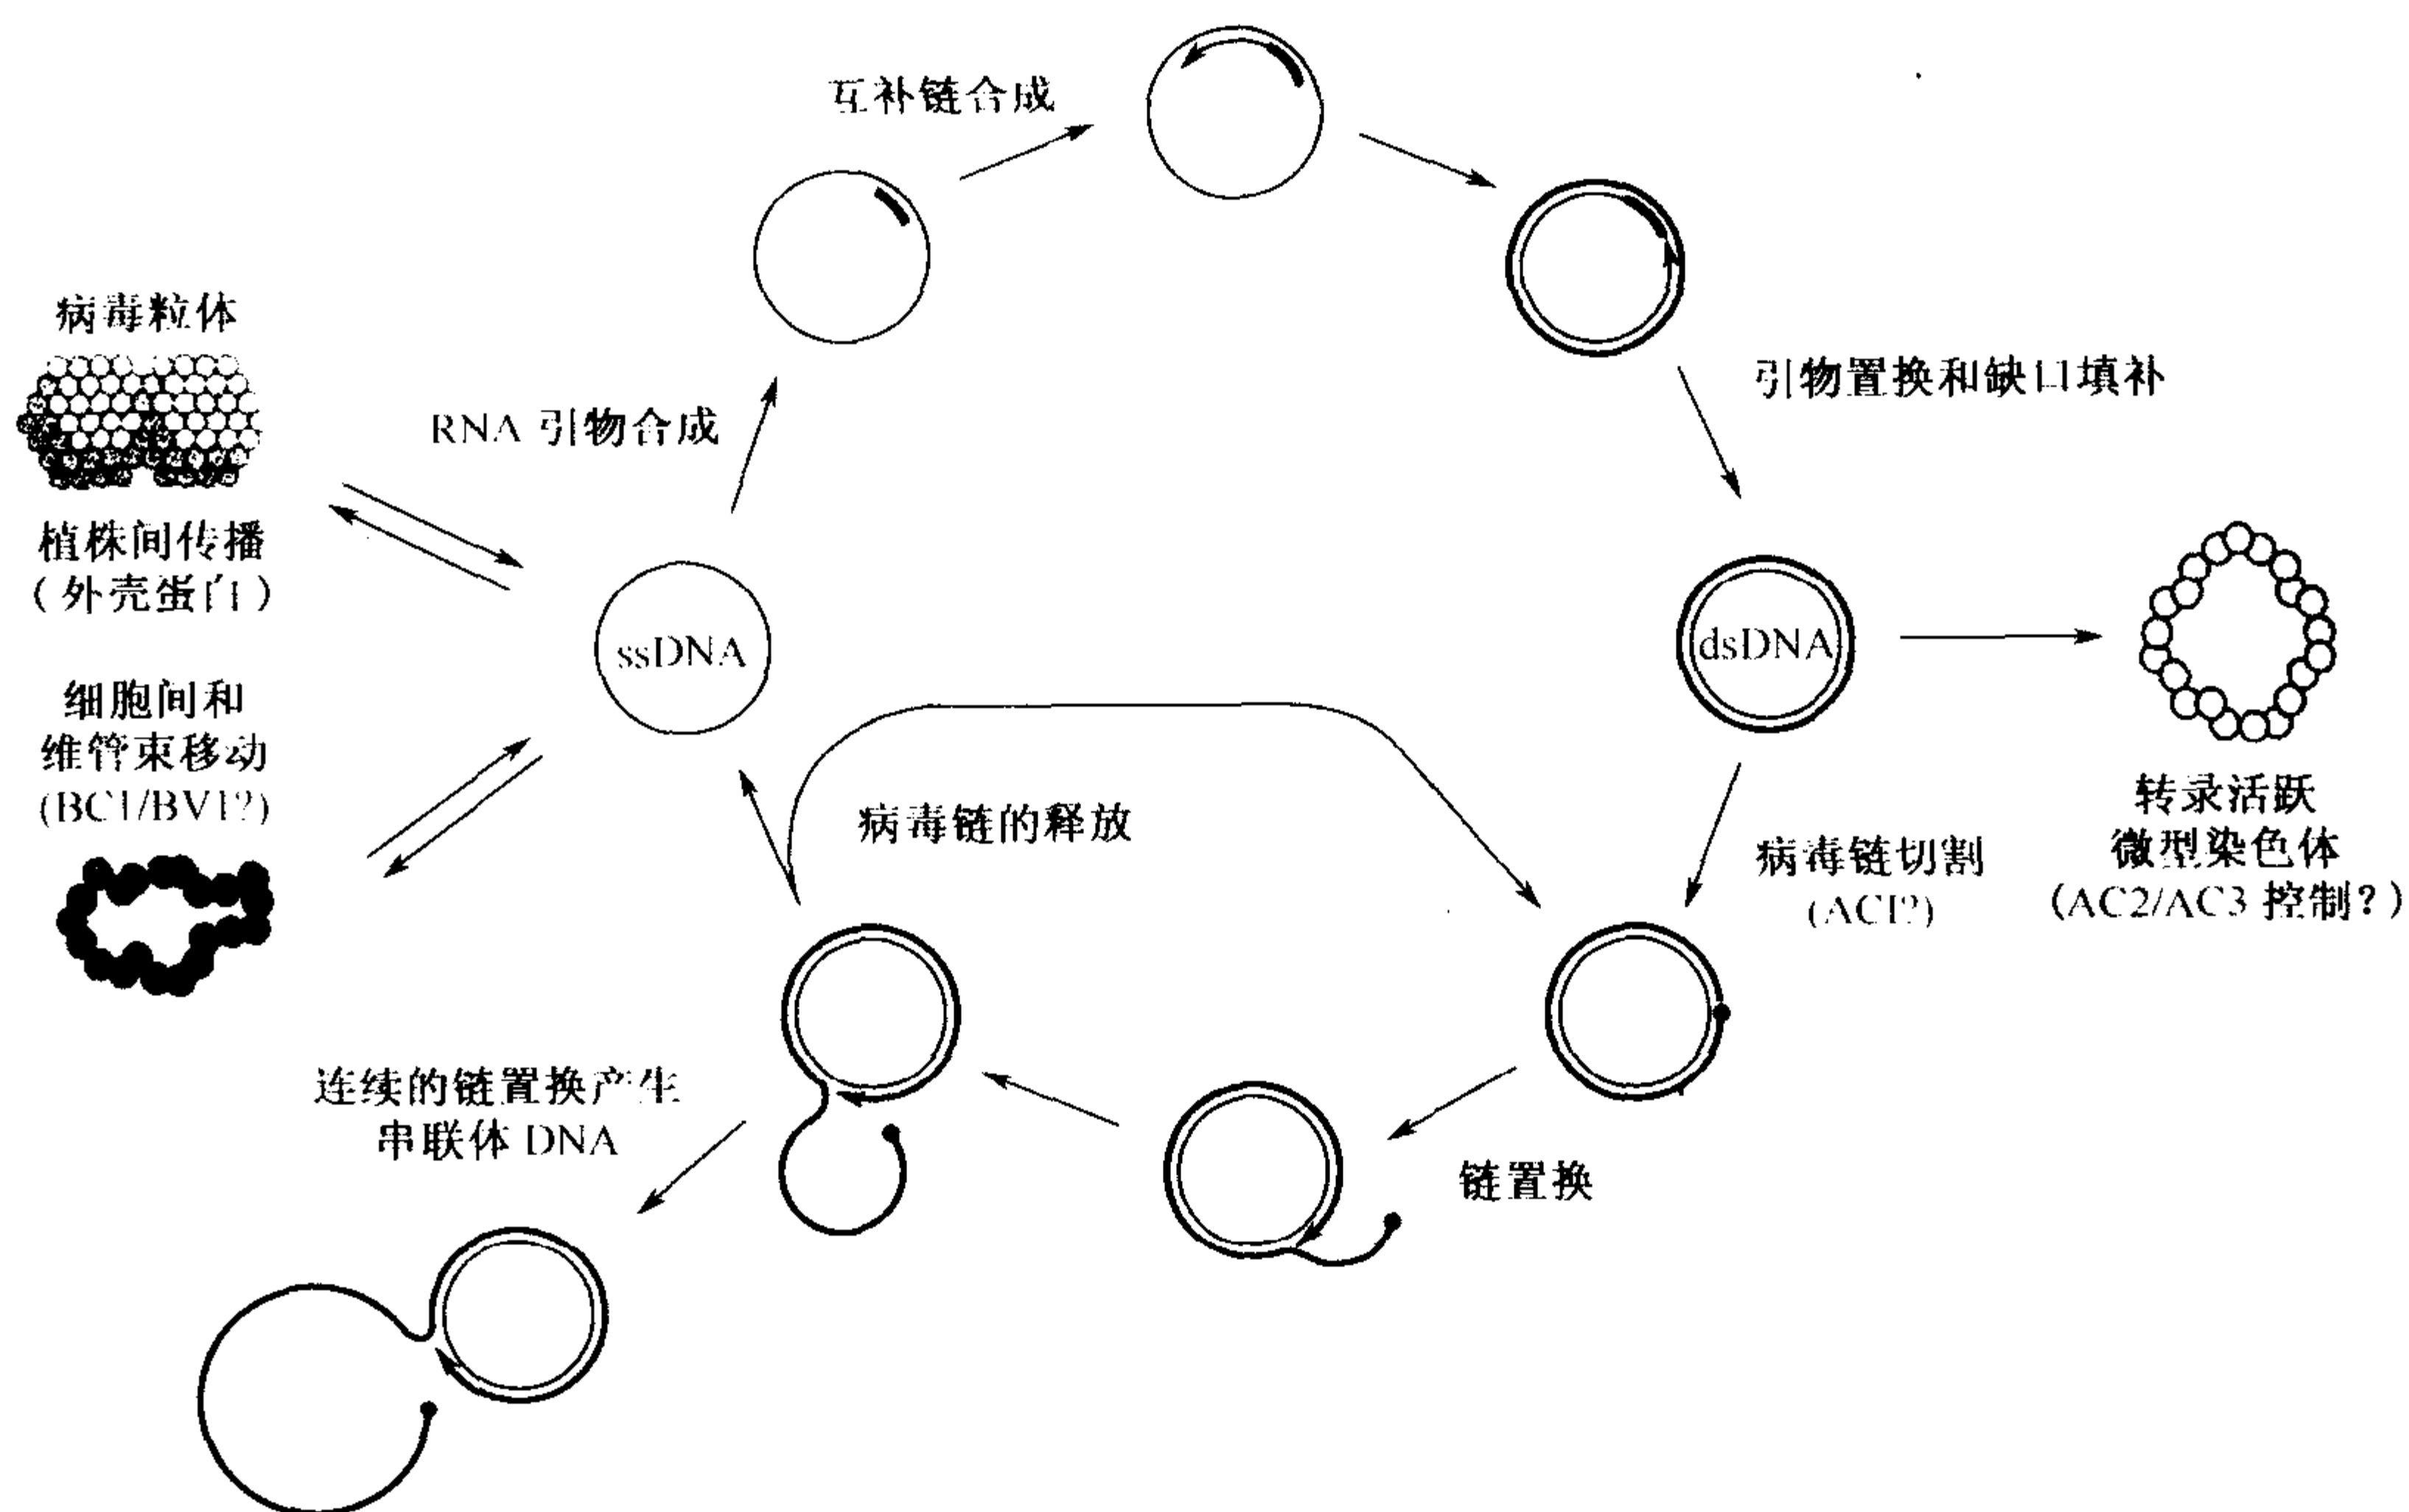 互补链合成
病毒粒体
引物置换和缺口填补
RNA 引物合成
植株间传播
(外壳蛋白)
ssDNA
dsDNA
细胞间和
维管束移动
(BC1/BV1?)
病毒链的释放
转录活跃
微型染色体
(AC2/AC3 控制?)
病毒链切割
(AC1?)
连续的链置换产生
串联体 DNA
链置换